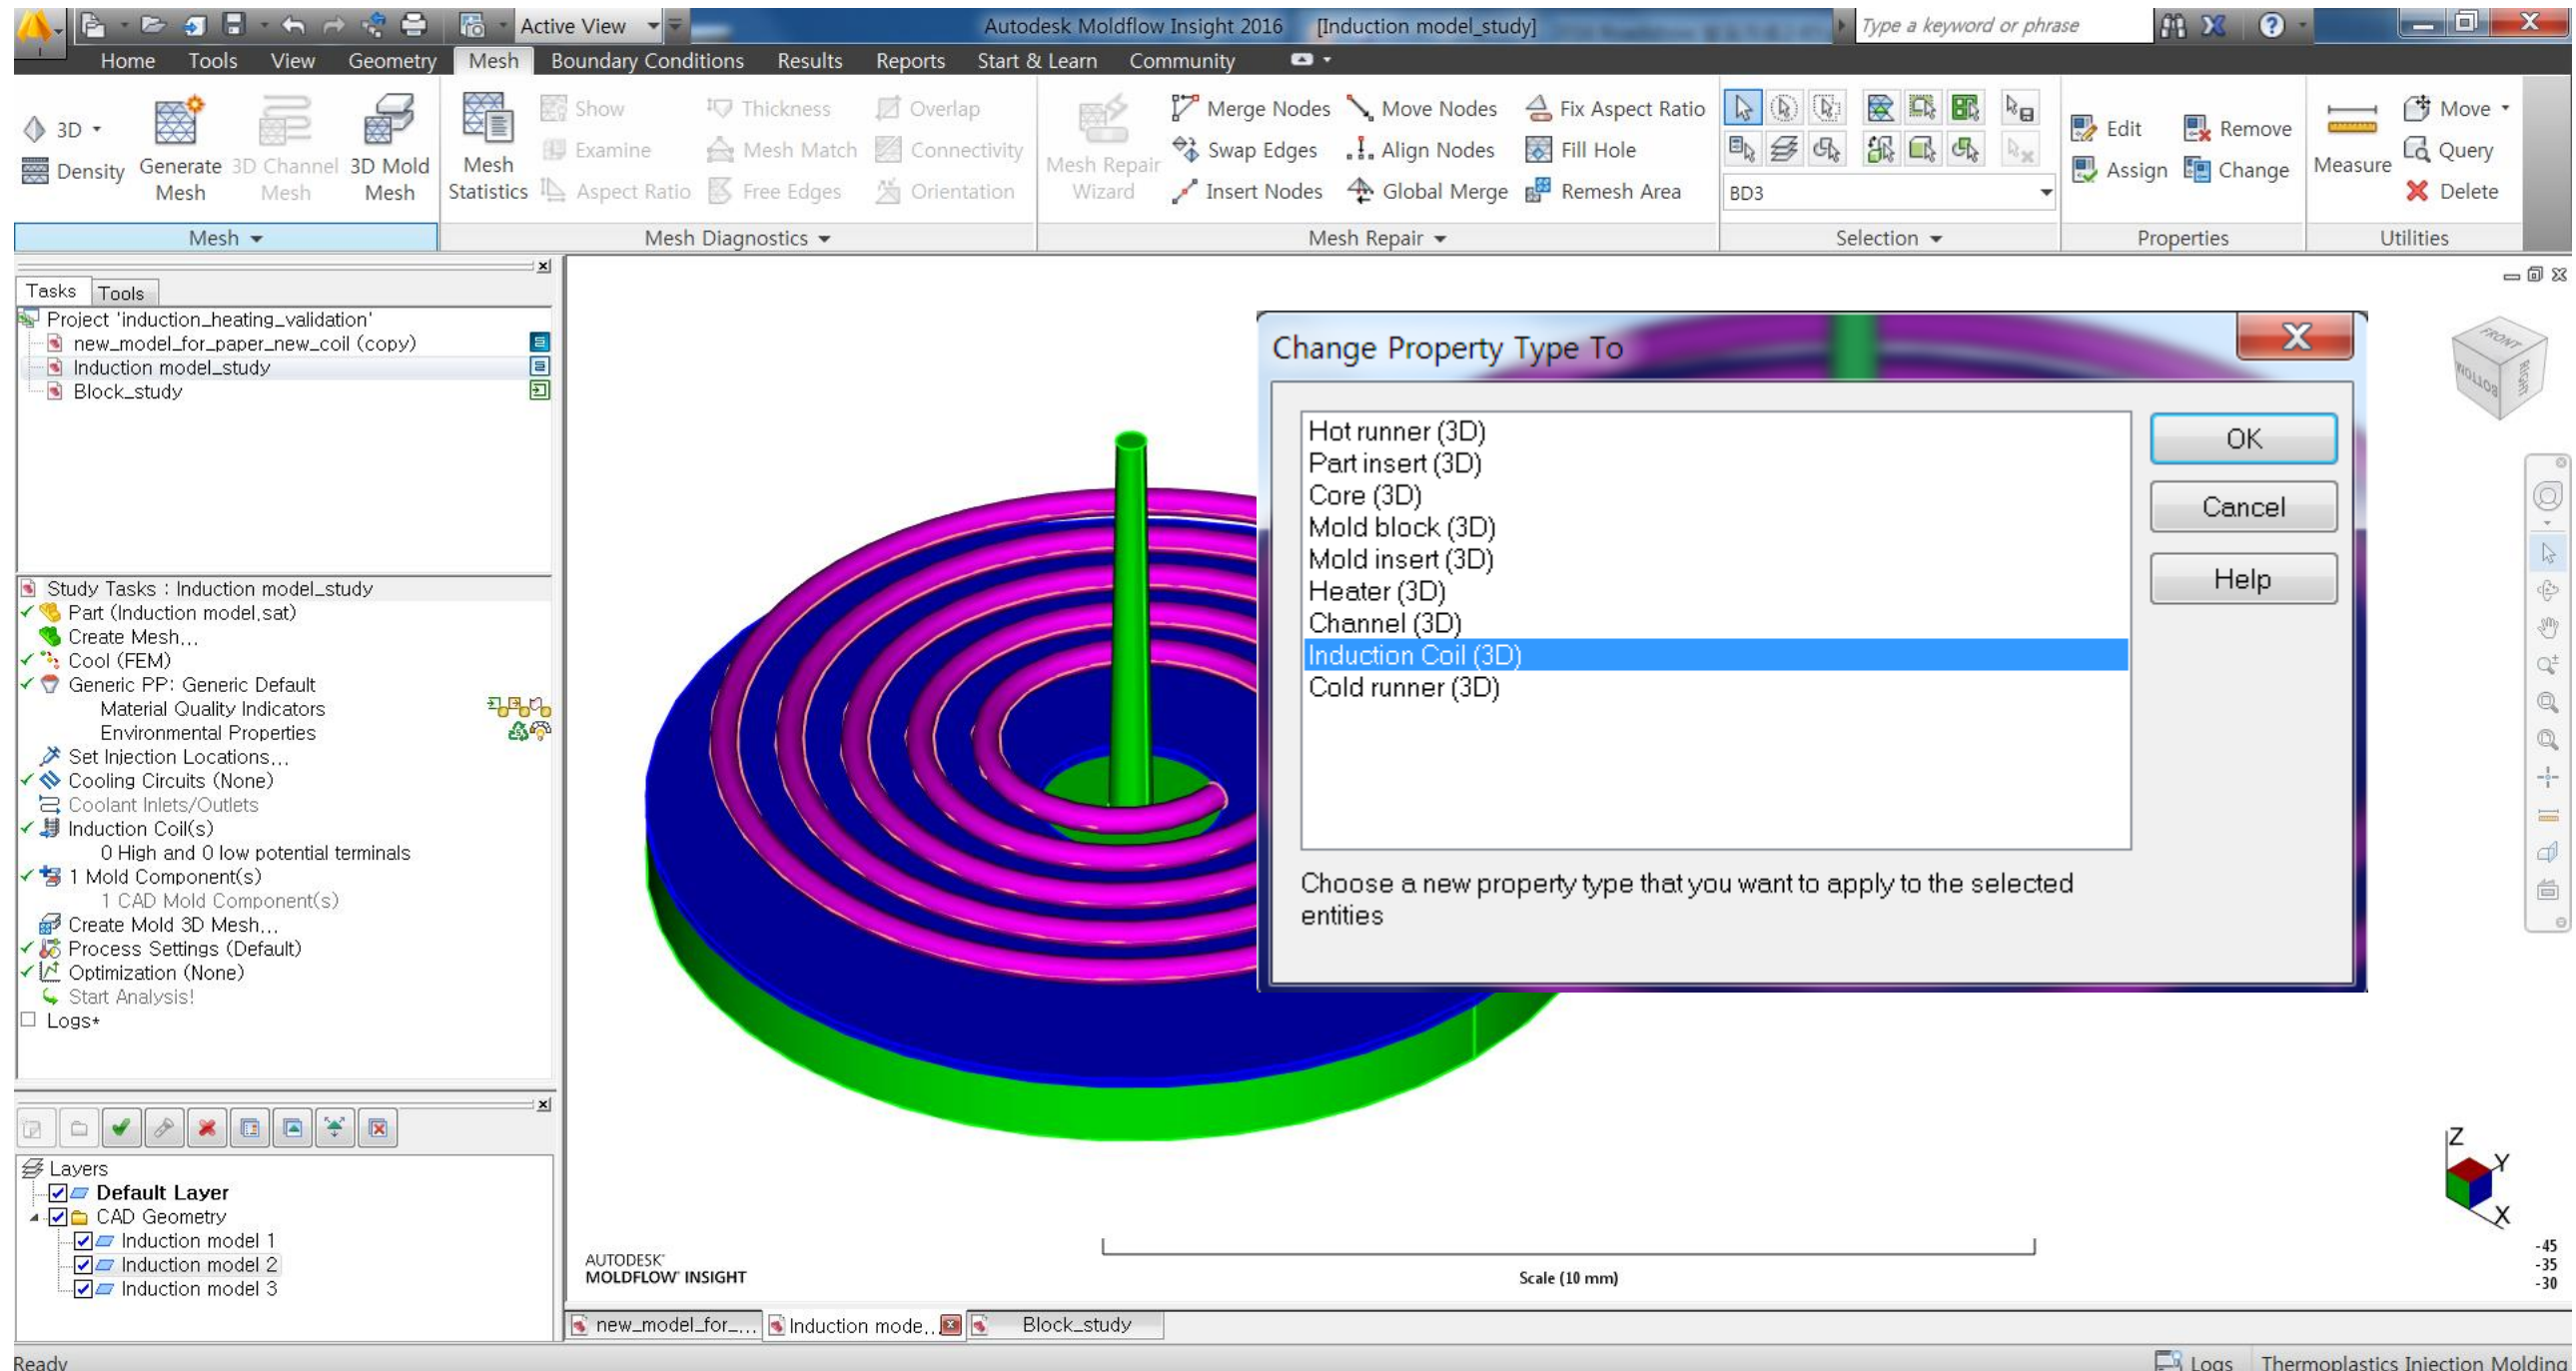 Active View
Autodesk Moldflow Insight 2016 [Induction model_study]
Type a keyword or phrase
Home Tools View Geometry Mesh Boundary Conditions Results Reports Start & Learn Community
3D
Density
Generate Mesh
3D Channel Mesh
3D Mold Mesh
Mesh
Mesh Statistics
Show
Examine
Aspect Ratio
Thickness
Mesh Match
Free Edges
Overlap
Connectivity
Orientation
Mesh Diagnostics
Mesh Repair Wizard
Merge Nodes
Swap Edges
Insert Nodes
Move Nodes
Align Nodes
Global Merge
Fix Aspect Ratio
Fill Hole
Remesh Area
Mesh Repair
BD3
Selection
Edit
Assign
Remove
Change
Properties
Measure
Move
Query
Delete
Utilities
Tasks Tools
Project 'induction_heating_validation'
new_model_for_paper_new_coil (copy)
Induction model_study
Block_study
Study Tasks : Induction model_study
Part (Induction model.sat)
Create Mesh...
Cool (FEM)
Generic PP: Generic Default
Material Quality Indicators
Environmental Properties
Set Injection Locations...
Cooling Circuits (None)
Coolant Inlets/Outlets
Induction Coil(s)
0 High and 0 low potential terminals
1 Mold Component(s)
1 CAD Mold Component(s)
Create Mold 3D Mesh...
Process Settings (Default)
Optimization (None)
Start Analysis!
Logs*
Layers
Default Layer
CAD Geometry
Induction model 1
Induction model 2
Induction model 3
FRONT
BOTTOM
RIGHT
Change Property Type To
Hot runner (3D)
Part insert (3D)
Core (3D)
Mold block (3D)
Mold insert (3D)
Heater (3D)
Channel (3D)
Induction Coil (3D)
Cold runner (3D)
OK
Cancel
Help
Choose a new property type that you want to apply to the selected
entities
AUTODESK
MOLDFLOW INSIGHT
Scale (10 mm)
Z
Y
X
-45
-35
-30
new_model_for_... Induction mode... Block_study
Ready
Logs Thermoplastics Injection Molding